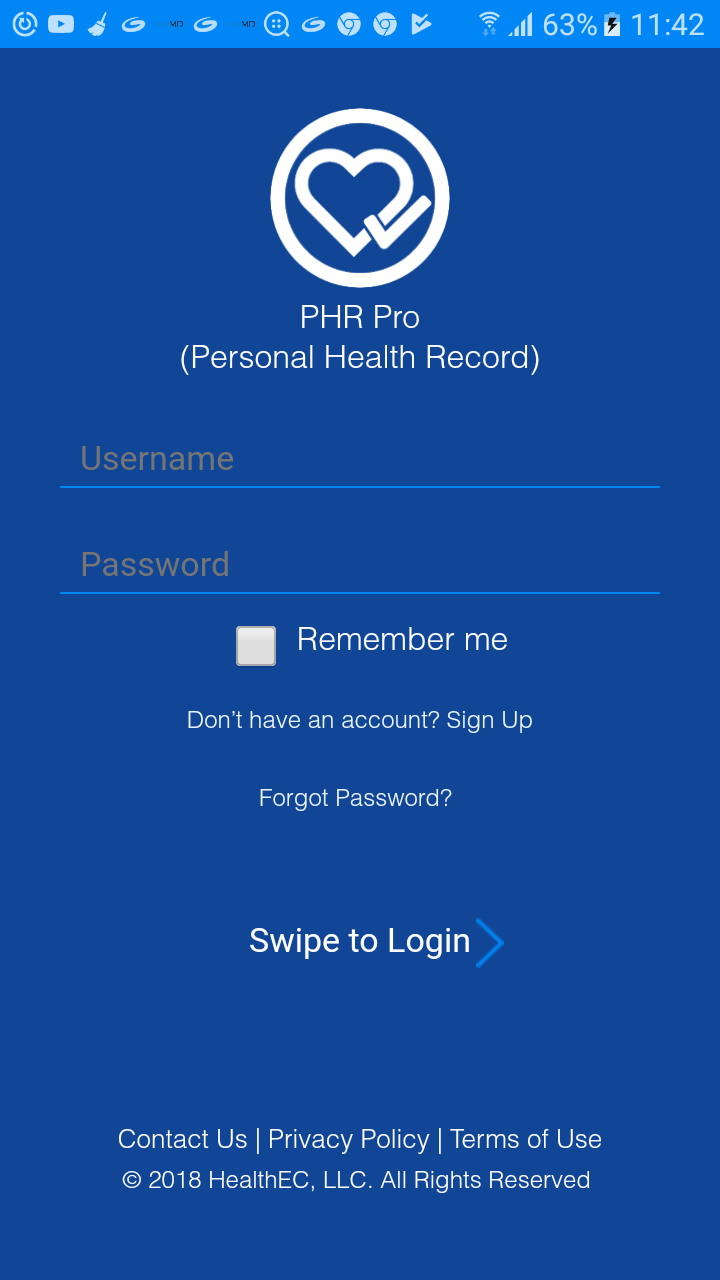 63% 11:42
PHR Pro
(Personal Health Record)
Username
Password
Remember me
Don't have an account? Sign Up
Forgot Password?
Swipe to Login
Contact Us | Privacy Policy | Terms of Use
© 2018 HealthEC, LLC. All Rights Reserved